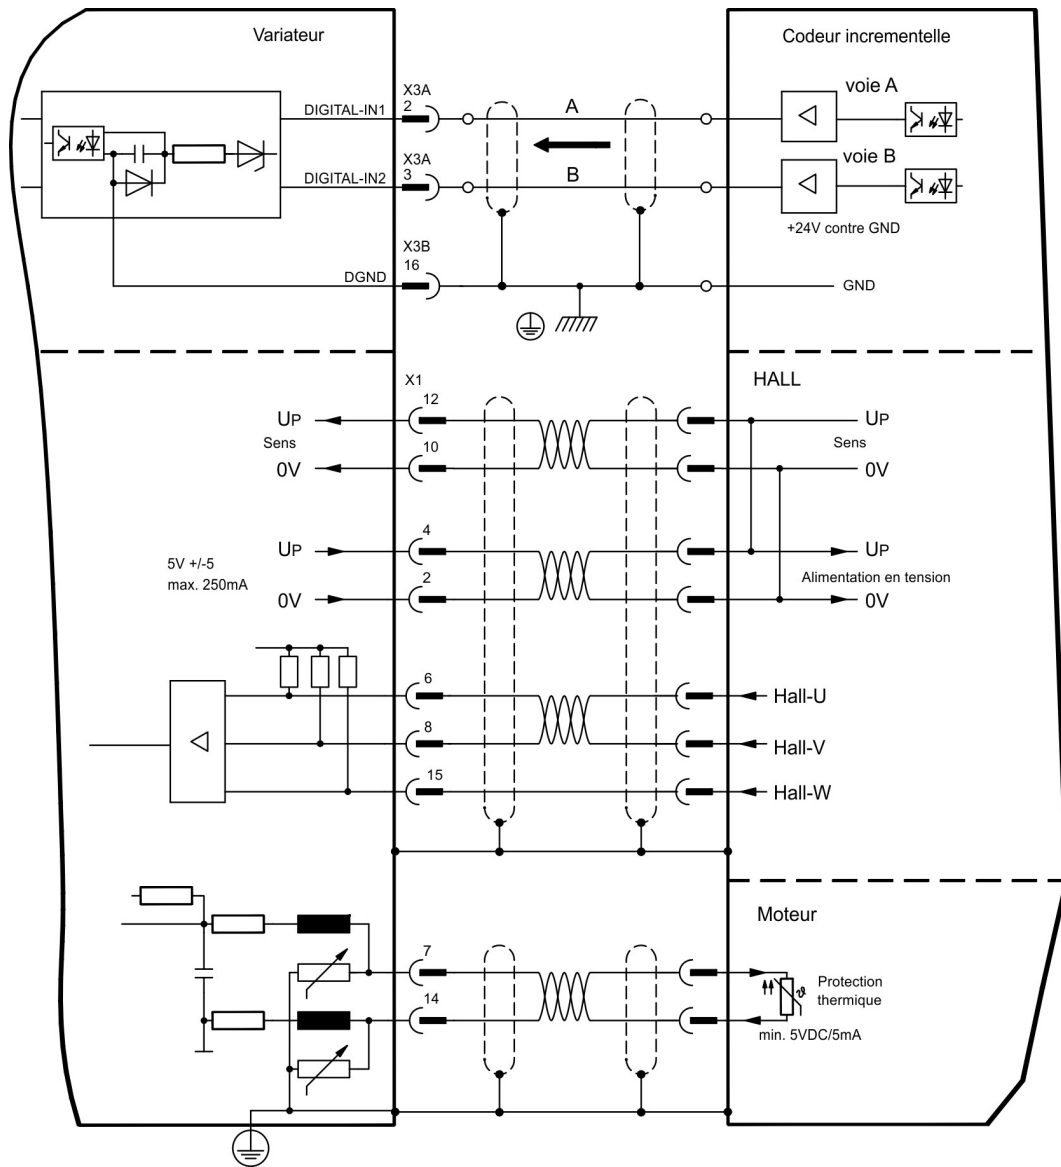 Variateur
Codeur incrementelle
X3A
voie A
DIGITAL-IN1
2
A
X3A
voie B
DIGITAL-IN2
3
B
+24V contre GND
X3B
DGND
16
GND
X1
HALL
UP
12
UP
Sens
Sens
0V
10
0V
UP
4
UP
5V +/-5
max. 250mA
Alimentation en tension
0V
2
0V
6
Hall-U
8
Hall-V
15
Hall-W
Moteur
7
Protection
thermique
14
min. 5VDC/5mA
ϑ